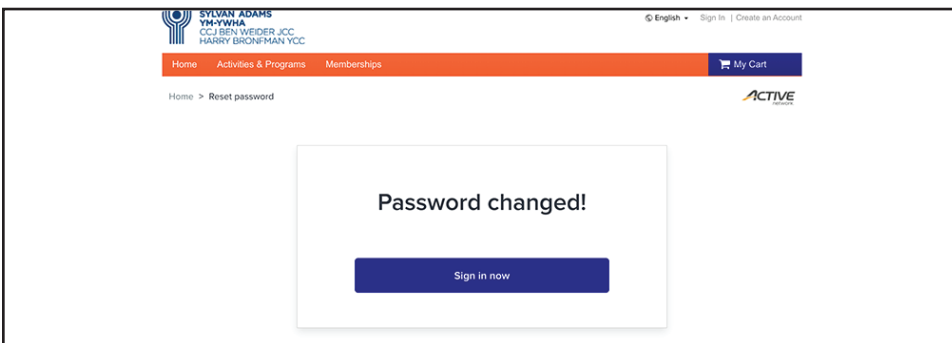 SYLVAN ADAMS
YM-YWHA
CCJ BEN WEIDER JCC
HARRY BRONFMAN YCC
English Sign In | Create an Account
Home Activities & Programs Memberships My Cart
Home > Reset password
ACTIVE
network
Password changed!
Sign in now